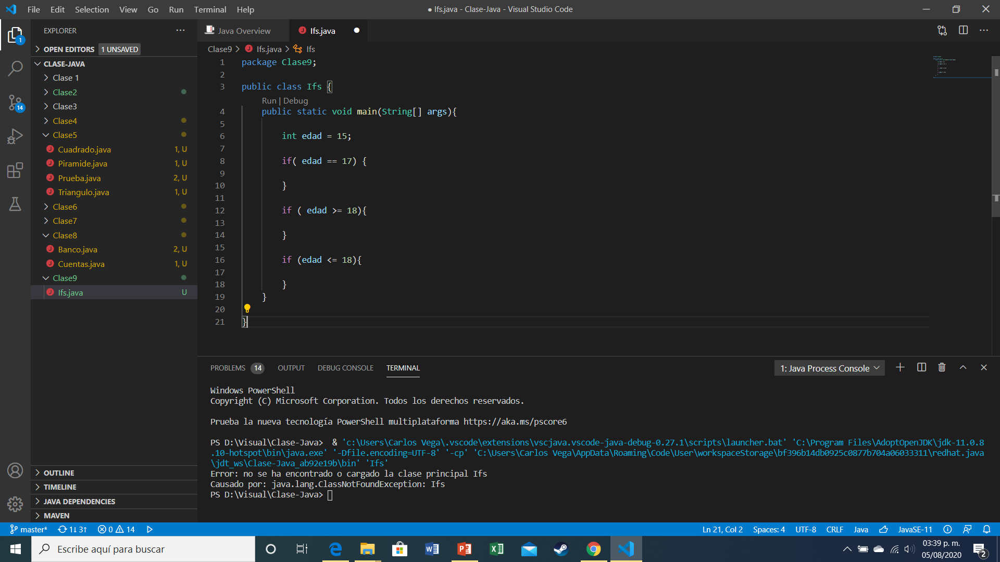 File Edit Selection View Go Run Terminal Help
● Ifs.java - Clase-Java - Visual Studio Code
EXPLORER
Java Overview
Ifs.java
OPEN EDITORS 1 UNSAVED
Clase9 > Ifs.java > Ifs
CLASE-JAVA
Clase 1
Clase2
Clase3
Clase4
Clase5
Cuadrado.java 1, U
Piramide.java 1, U
Prueba.java 2, U
Triangulo.java 1, U
Clase6
Clase7
Clase8
Banco.java 2, U
Cuentas.java 1, U
Clase9
Ifs.java U
OUTLINE
TIMELINE
JAVA DEPENDENCIES
MAVEN
1
14
1 package Clase9;
2
3 public class Ifs {
Run | Debug
4 public static void main(String[] args){
5
6 int edad = 15;
7
8 if( edad == 17) {
9
10 }
11
12 if ( edad >= 18){
13
14 }
15
16 if (edad <= 18){
17
18 }
19 }
20
21 }
PROBLEMS 14 OUTPUT DEBUG CONSOLE TERMINAL
1: Java Process Console
Windows PowerShell
Copyright (C) Microsoft Corporation. Todos los derechos reservados.
Prueba la nueva tecnología PowerShell multiplataforma https://aka.ms/pscore6
PS D:\Visual\Clase-Java> & 'c:\Users\Carlos Vega\.vscode\extensions\vscjava.vscode-java-debug-0.27.1\scripts\launcher.bat' 'C:\Program Files\AdoptOpenJDK\jdk-11.0.8
.10-hotspot\bin\java.exe' '-Dfile.encoding=UTF-8' '-cp' 'C:\Users\Carlos Vega\AppData\Roaming\Code\User\workspaceStorage\bf396b14db0925c0877b704a06033311\redhat.java
\jdt_ws\Clase-Java_ab92e19b\bin' 'Ifs'
Error: no se ha encontrado o cargado la clase principal Ifs
Causado por: java.lang.ClassNotFoundException: Ifs
PS D:\Visual\Clase-Java>
master* 1↓ 3↑ 0 14
Ln 21, Col 2 Spaces: 4 UTF-8 CRLF Java JavaSE-11
Escribe aquí para buscar
03:39 p. m.
05/08/2020
2